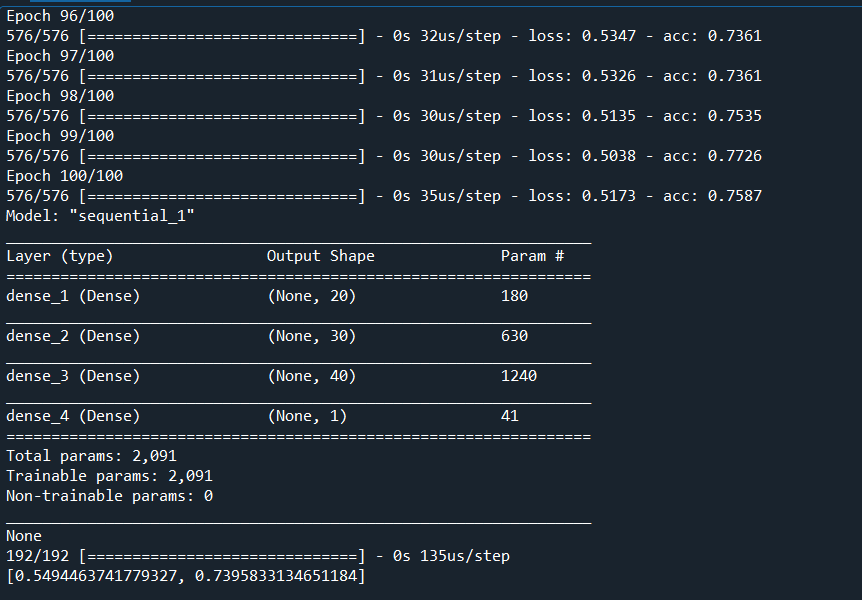 Epoch 96/100
576/576 [==============================] - 0s 32us/step - loss: 0.5347 - acc: 0.7361
Epoch 97/100
576/576 [==============================] - 0s 31us/step - loss: 0.5326 - acc: 0.7361
Epoch 98/100
576/576 [==============================] - 0s 30us/step - loss: 0.5135 - acc: 0.7535
Epoch 99/100
576/576 [==============================] - 0s 30us/step - loss: 0.5038 - acc: 0.7726
Epoch 100/100
576/576 [==============================] - 0s 35us/step - loss: 0.5173 - acc: 0.7587
Model: "sequential_1"
_________________________________________________________________
Layer (type)                 Output Shape              Param #
=================================================================
dense_1 (Dense)              (None, 20)                180
_________________________________________________________________
dense_2 (Dense)              (None, 30)                630
_________________________________________________________________
dense_3 (Dense)              (None, 40)                1240
_________________________________________________________________
dense_4 (Dense)              (None, 1)                 41
=================================================================
Total params: 2,091
Trainable params: 2,091
Non-trainable params: 0
_________________________________________________________________
None
192/192 [==============================] - 0s 135us/step
[0.5494463741779327, 0.7395833134651184]